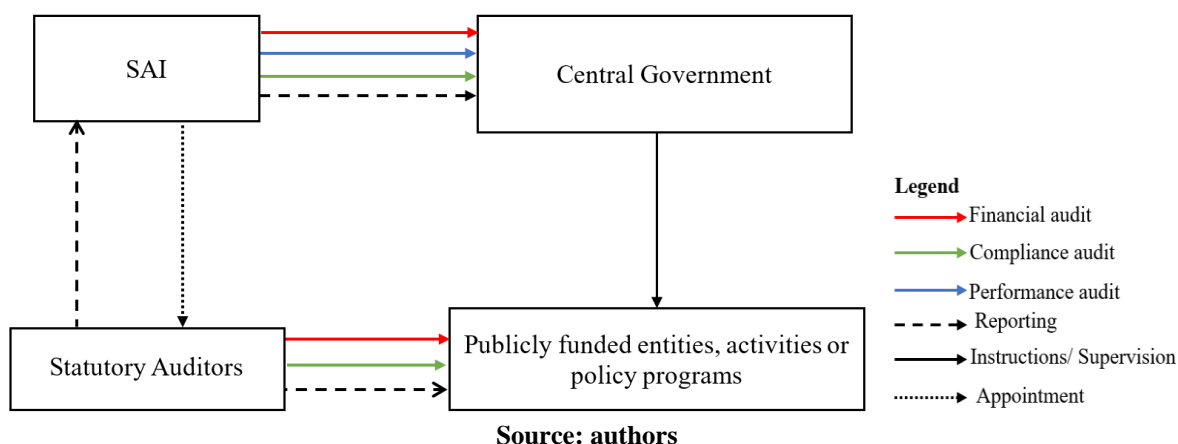 SAI
Central Government
Legend
Financial audit
Compliance audit
Performance audit
Reporting
Instructions/ Supervision
Appointment
Statutory Auditors
Publicly funded entities, activities or
policy programs
Source: authors